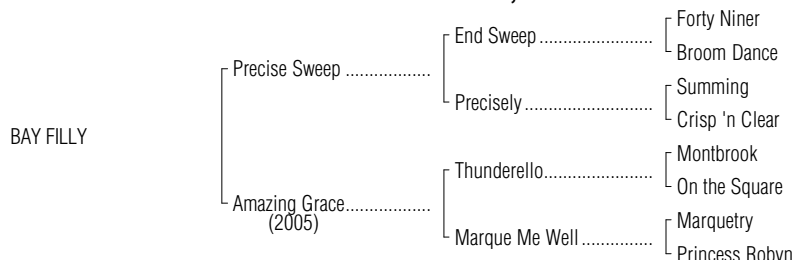 Forty Niner
End Sweep
Broom Dance
Precise Sweep
Summing
Precisely
Crisp 'n Clear
BAY FILLY
Montbrook
Thunderello
On the Square
Amazing Grace
(2005)
Marquetry
Marque Me Well
Princess Robyn